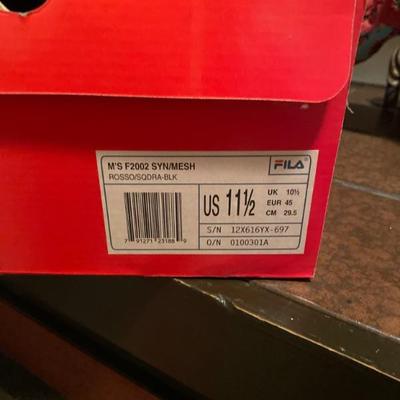 M'S F2002 SYN/MESH
ROSSO/SQDRA-BLK
FILA
US 11½
UK 10½
EUR 45
CM 29.5
S/N 12X616YX-697
O/N 0100301A
7 91271 23188 9